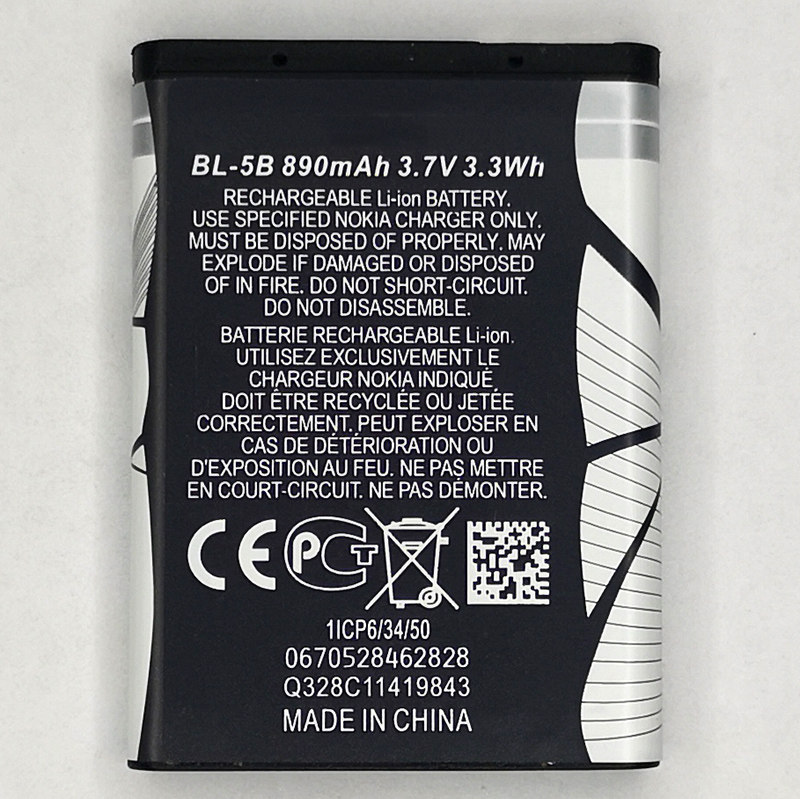 BL-5B 890mAh 3.7V 3.3Wh
RECHARGEABLE Li-ion BATTERY.
USE SPECIFIED NOKIA CHARGER ONLY.
MUST BE DISPOSED OF PROPERLY. MAY
EXPLODE IF DAMAGED OR DISPOSED
OF IN FIRE. DO NOT SHORT-CIRCUIT.
DO NOT DISASSEMBLE.
BATTERIE RECHARGEABLE Li-ion.
UTILISEZ EXCLUSIVEMENT LE
CHARGEUR NOKIA INDIQUÉ.
DOIT ÊTRE RECYCLÉE OU JETÉE
CORRECTEMENT. PEUT EXPLOSER EN
CAS DE DÉTÉRIORATION OU
D'EXPOSITION AU FEU. NE PAS METTRE
EN COURT-CIRCUIT. NE PAS DÉMONTER.
CE PCT
1ICP6/34/50
0670528462828
Q328C11419843
MADE IN CHINA